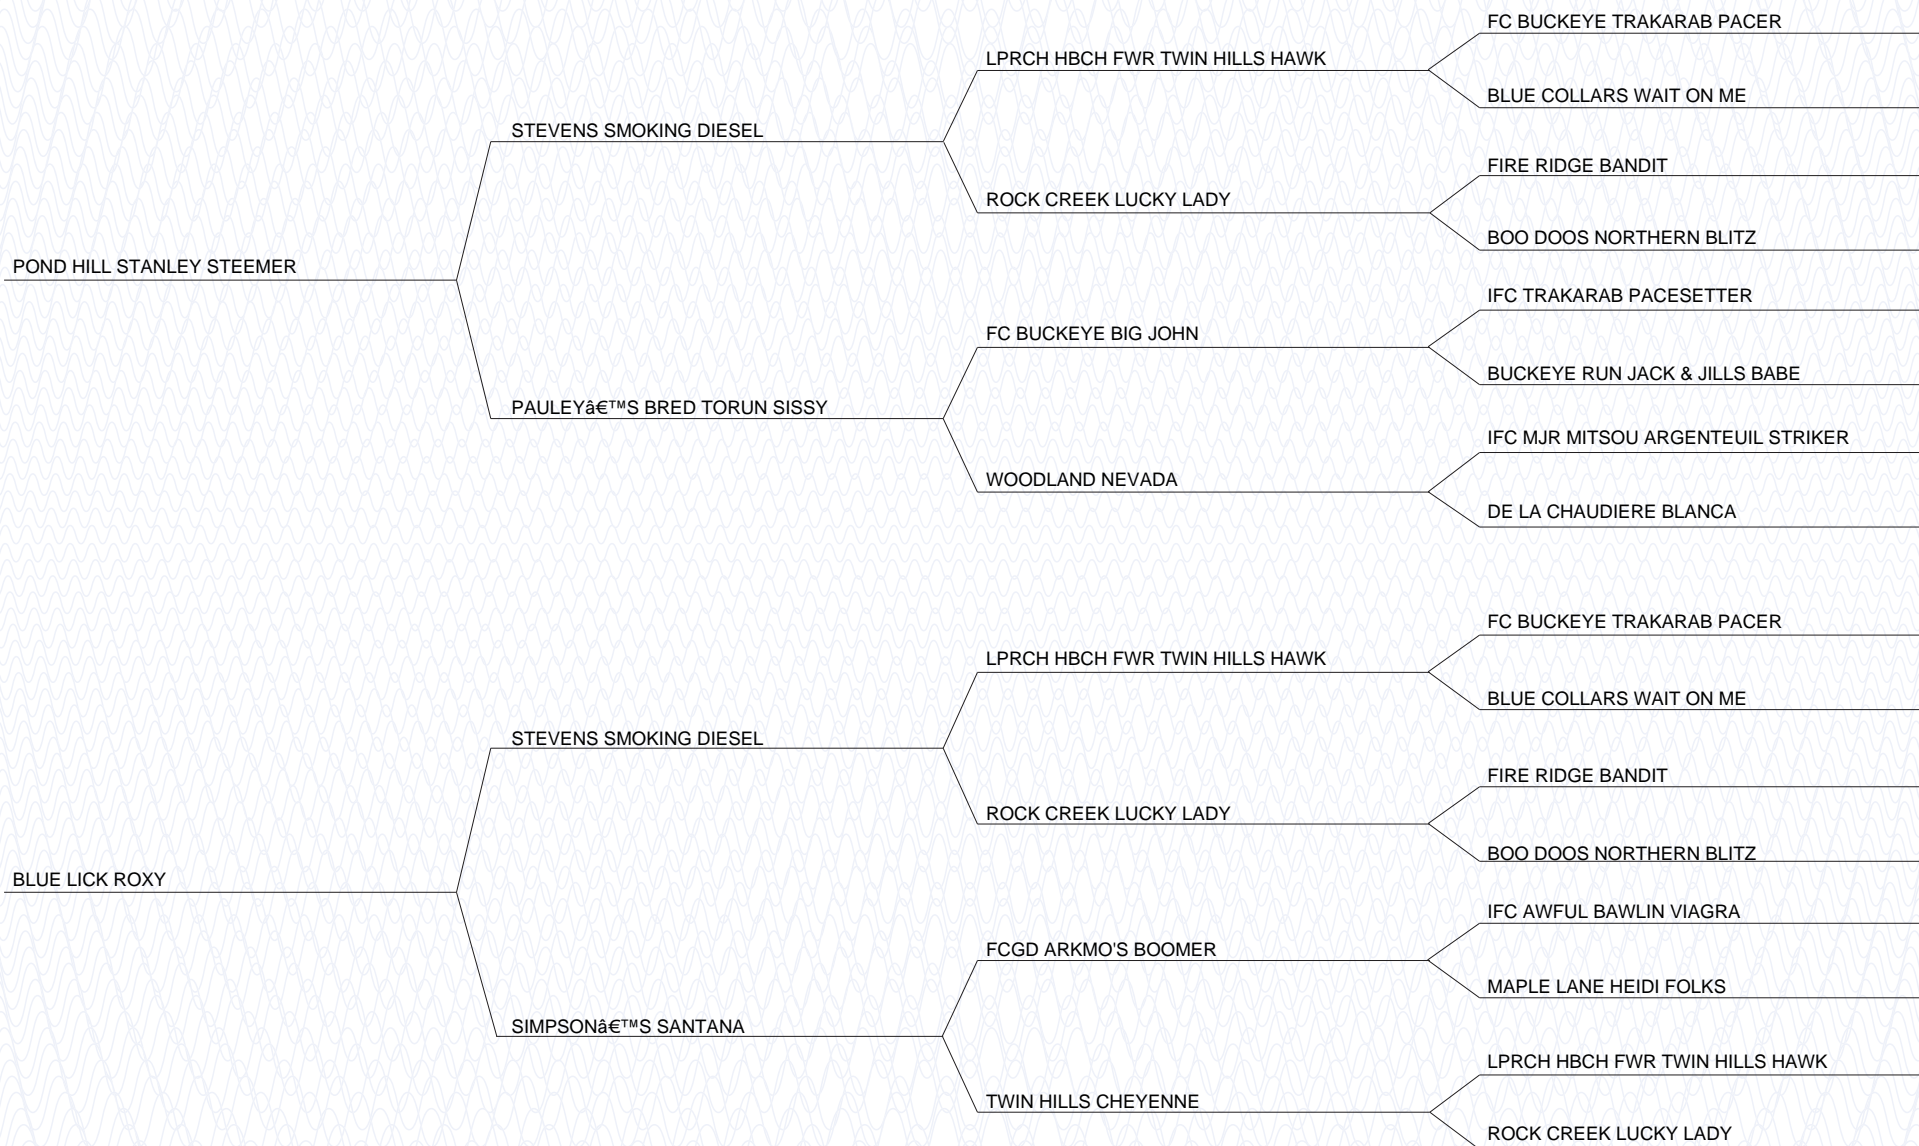 FC BUCKEYE TRAKARAB PACER
LPRCH HBCH FWR TWIN HILLS HAWK
BLUE COLLARS WAIT ON ME
STEVENS SMOKING DIESEL
FIRE RIDGE BANDIT
ROCK CREEK LUCKY LADY
BOO DOOS NORTHERN BLITZ
POND HILL STANLEY STEEMER
IFC TRAKARAB PACESETTER
FC BUCKEYE BIG JOHN
BUCKEYE RUN JACK & JILLS BABE
PAULEYâ€™S BRED TORUN SISSY
IFC MJR MITSOU ARGENTEUIL STRIKER
WOODLAND NEVADA
DE LA CHAUDIERE BLANCA
FC BUCKEYE TRAKARAB PACER
LPRCH HBCH FWR TWIN HILLS HAWK
BLUE COLLARS WAIT ON ME
STEVENS SMOKING DIESEL
FIRE RIDGE BANDIT
ROCK CREEK LUCKY LADY
BOO DOOS NORTHERN BLITZ
BLUE LICK ROXY
IFC AWFUL BAWLIN VIAGRA
FCGD ARKMO'S BOOMER
MAPLE LANE HEIDI FOLKS
SIMPSONâ€™S SANTANA
LPRCH HBCH FWR TWIN HILLS HAWK
TWIN HILLS CHEYENNE
ROCK CREEK LUCKY LADY